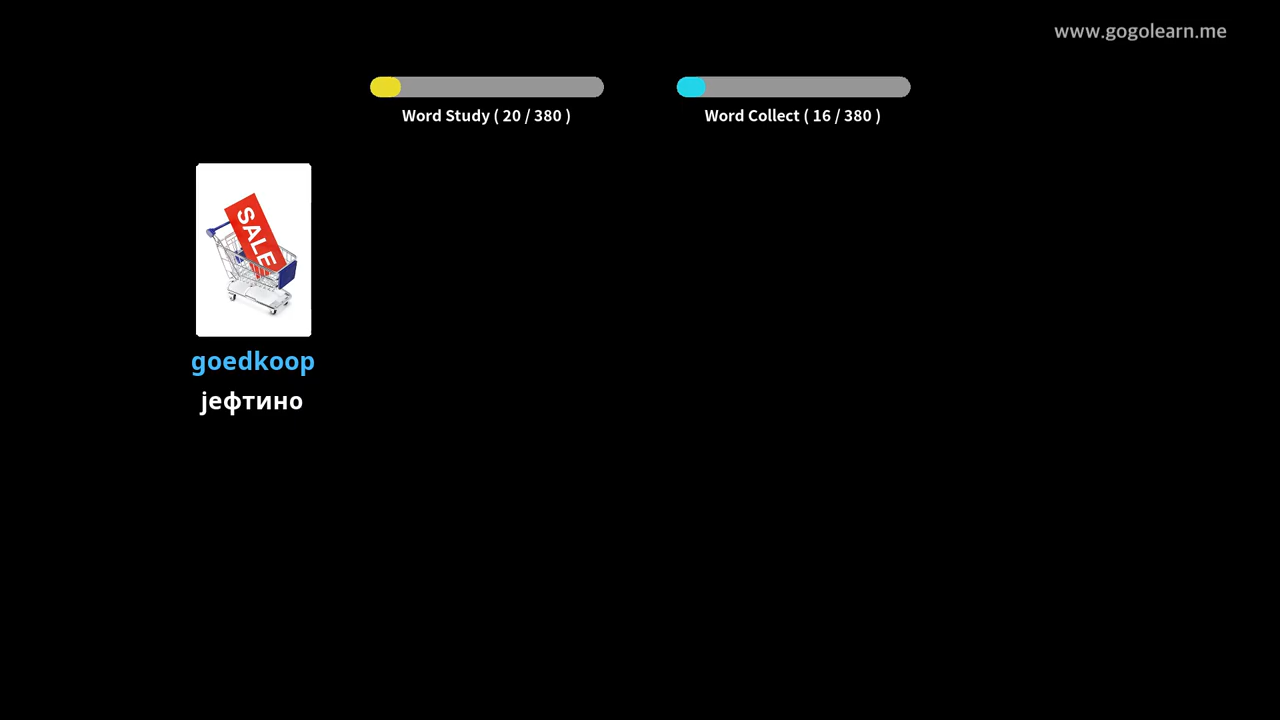 www.gogolearn.me
Word Study ( 20 / 380 )
Word Collect ( 16 / 380 )
SALE
goedkoop
јефтино